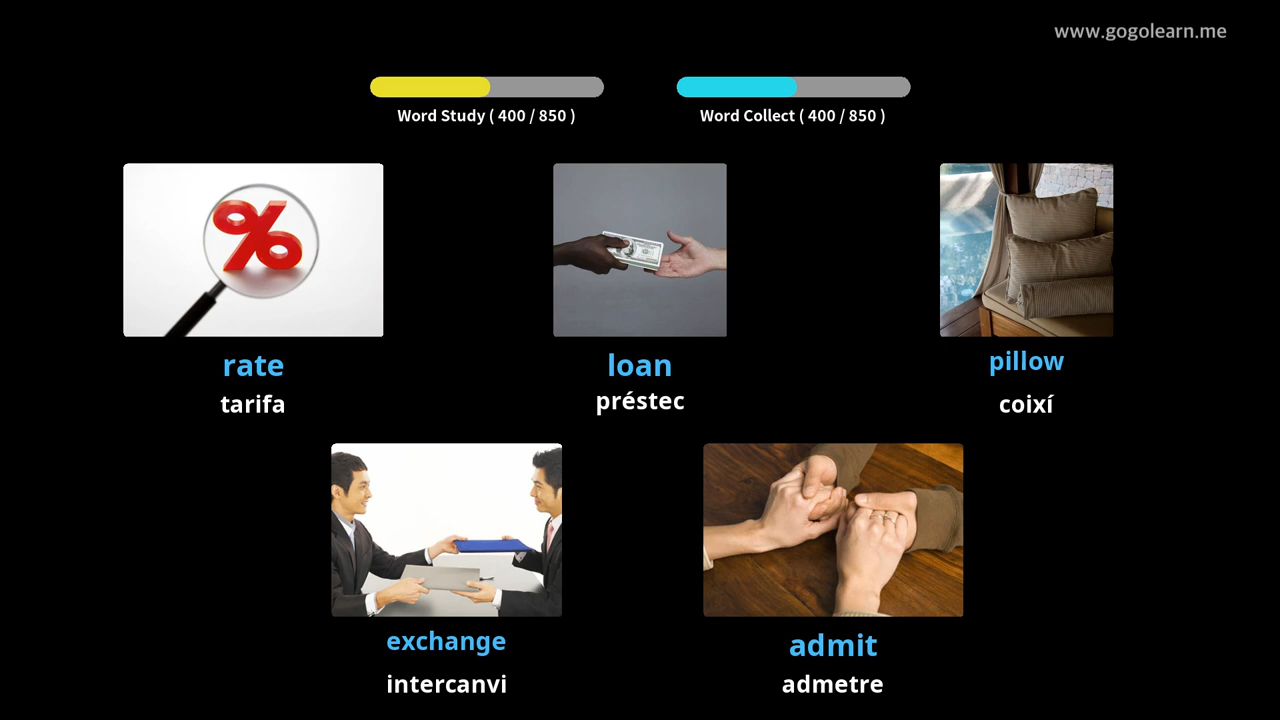 www.gogolearn.me
Word Study ( 400 / 850 )
Word Collect ( 400 / 850 )
%
rate
tarifa
loan
préstec
pillow
coixí
exchange
intercanvi
admit
admetre